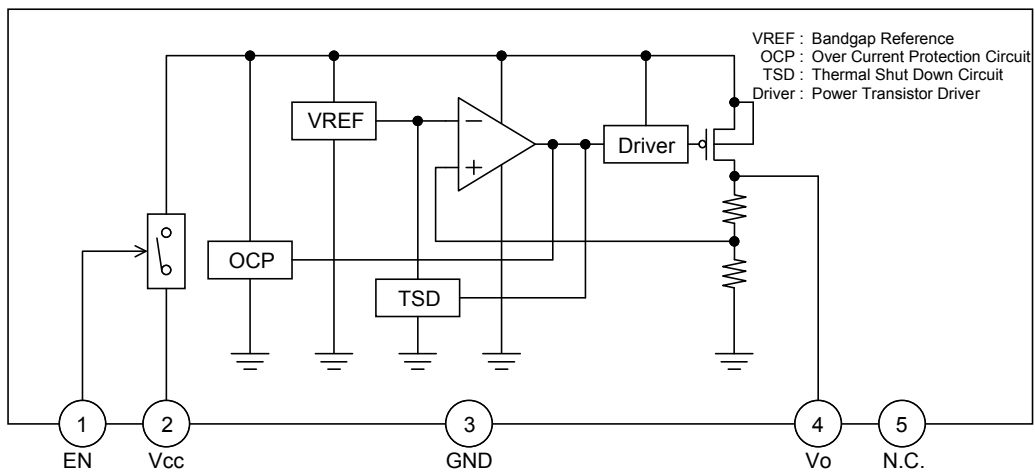 VREF : Bandgap Reference
OCP : Over Current Protection Circuit
TSD : Thermal Shut Down Circuit
Driver : Power Transistor Driver
VREF
−
+
Driver
OCP
TSD
1
2
3
4
5
EN
Vcc
GND
Vo
N.C.